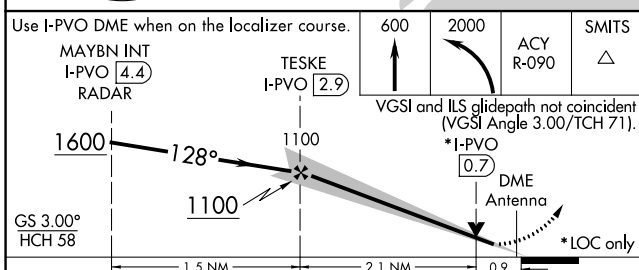 Use I-PVO DME when on the localizer course.
600
2000
ACY
R-090
SMITS
MAYBN INT
I-PVO 4.4
RADAR
TESKE
I-PVO 2.9
VGSI and ILS glidepath not coincident
(VGSI Angle 3.00/TCH 71).
*I-PVO
0.7
DME
Antenna
1600
128°
1100
1100
GS 3.00°
HCH 58
*LOC only
1.5 NM
2.1 NM
0.9